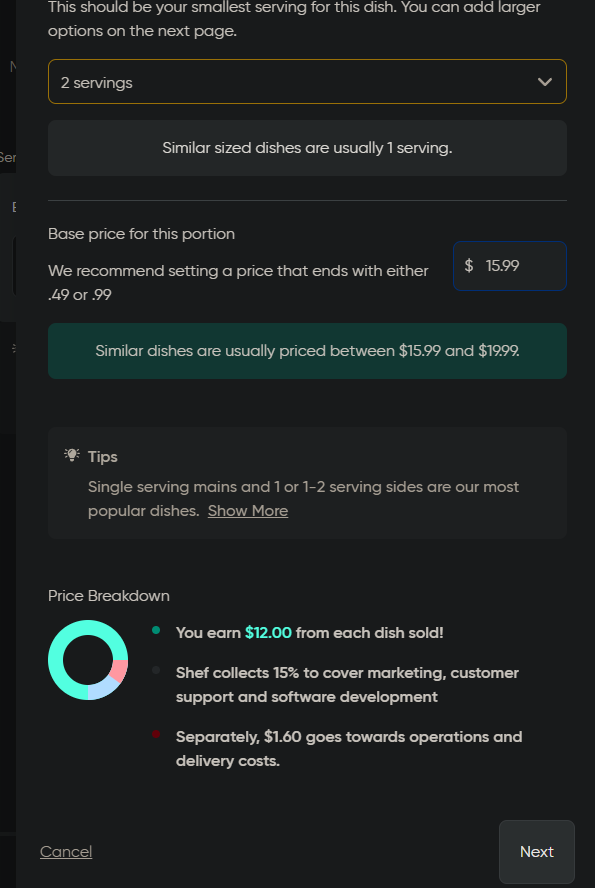 This should be your smallest serving for this dish. You can add larger
options on the next page.
2 servings
Similar sized dishes are usually 1 serving.
Base price for this portion
We recommend setting a price that ends with either
.49 or .99
$ 15.99
Similar dishes are usually priced between $15.99 and $19.99.
Tips
Single serving mains and 1 or 1-2 serving sides are our most
popular dishes. Show More
Price Breakdown
You earn $12.00 from each dish sold!
Shef collects 15% to cover marketing, customer
support and software development
Separately, $1.60 goes towards operations and
delivery costs.
Cancel
Next